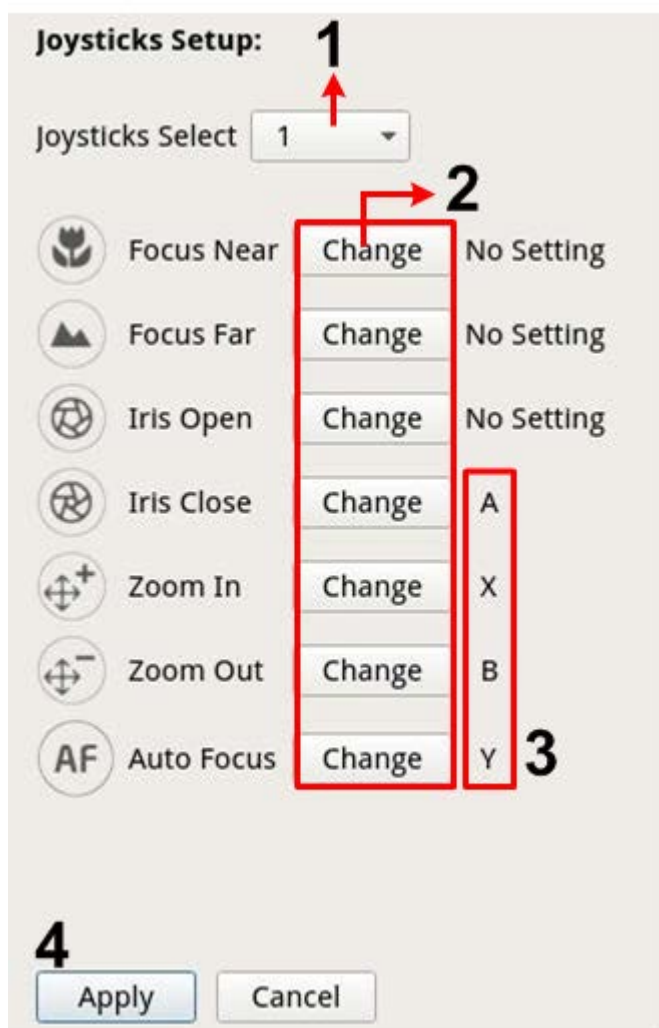 Joysticks Setup:
1
Joysticks Select 1
2
Focus Near Change No Setting
Focus Far Change No Setting
Iris Open Change No Setting
Iris Close Change A
Zoom In Change X
Zoom Out Change B
AF Auto Focus Change Y
3
4
Apply Cancel